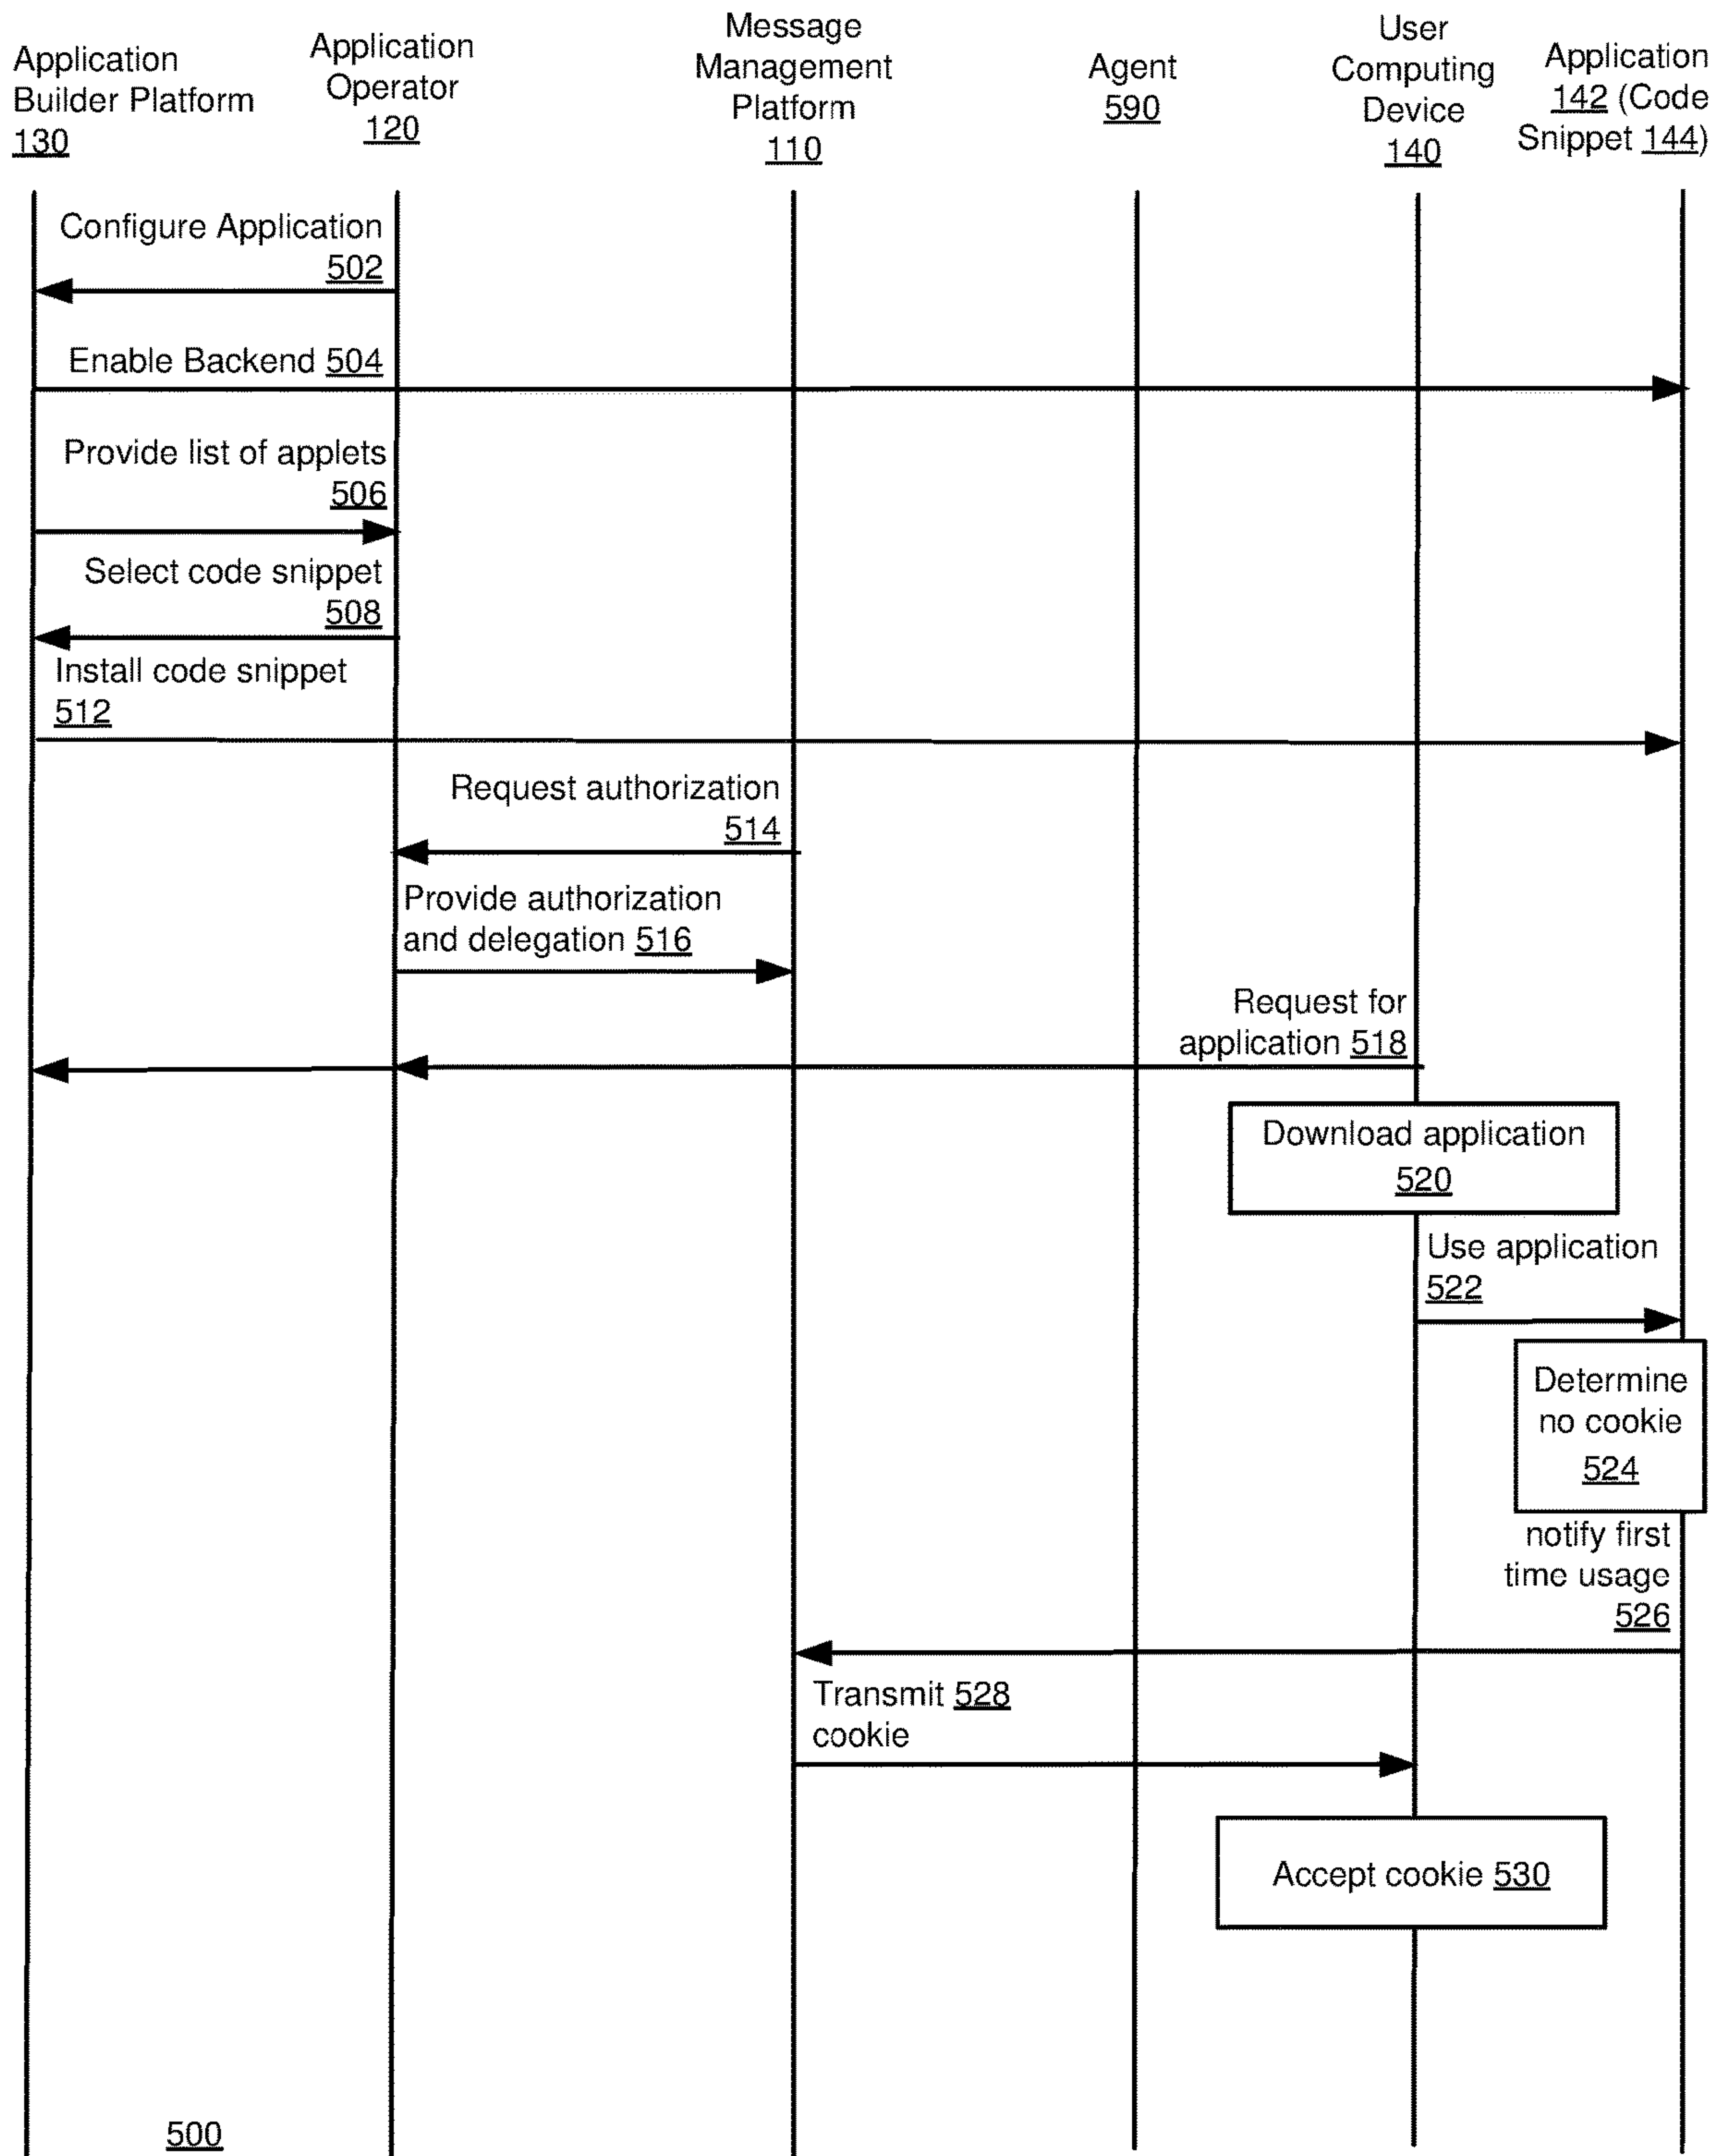 Application
Builder Platform
130
Application
Operator
120
Message
Management
Platform
110
Agent
590
User
Computing
Device
140
Application
142 (Code
Snippet 144)
Configure Application
502
Enable Backend 504
Provide list of applets
506
Select code snippet
508
Install code snippet
512
Request authorization
514
Provide authorization
and delegation 516
Request for
application 518
Download application
520
Use application
522
Determine
no cookie
524
notify first
time usage
526
Transmit 528
cookie
Accept cookie 530
500